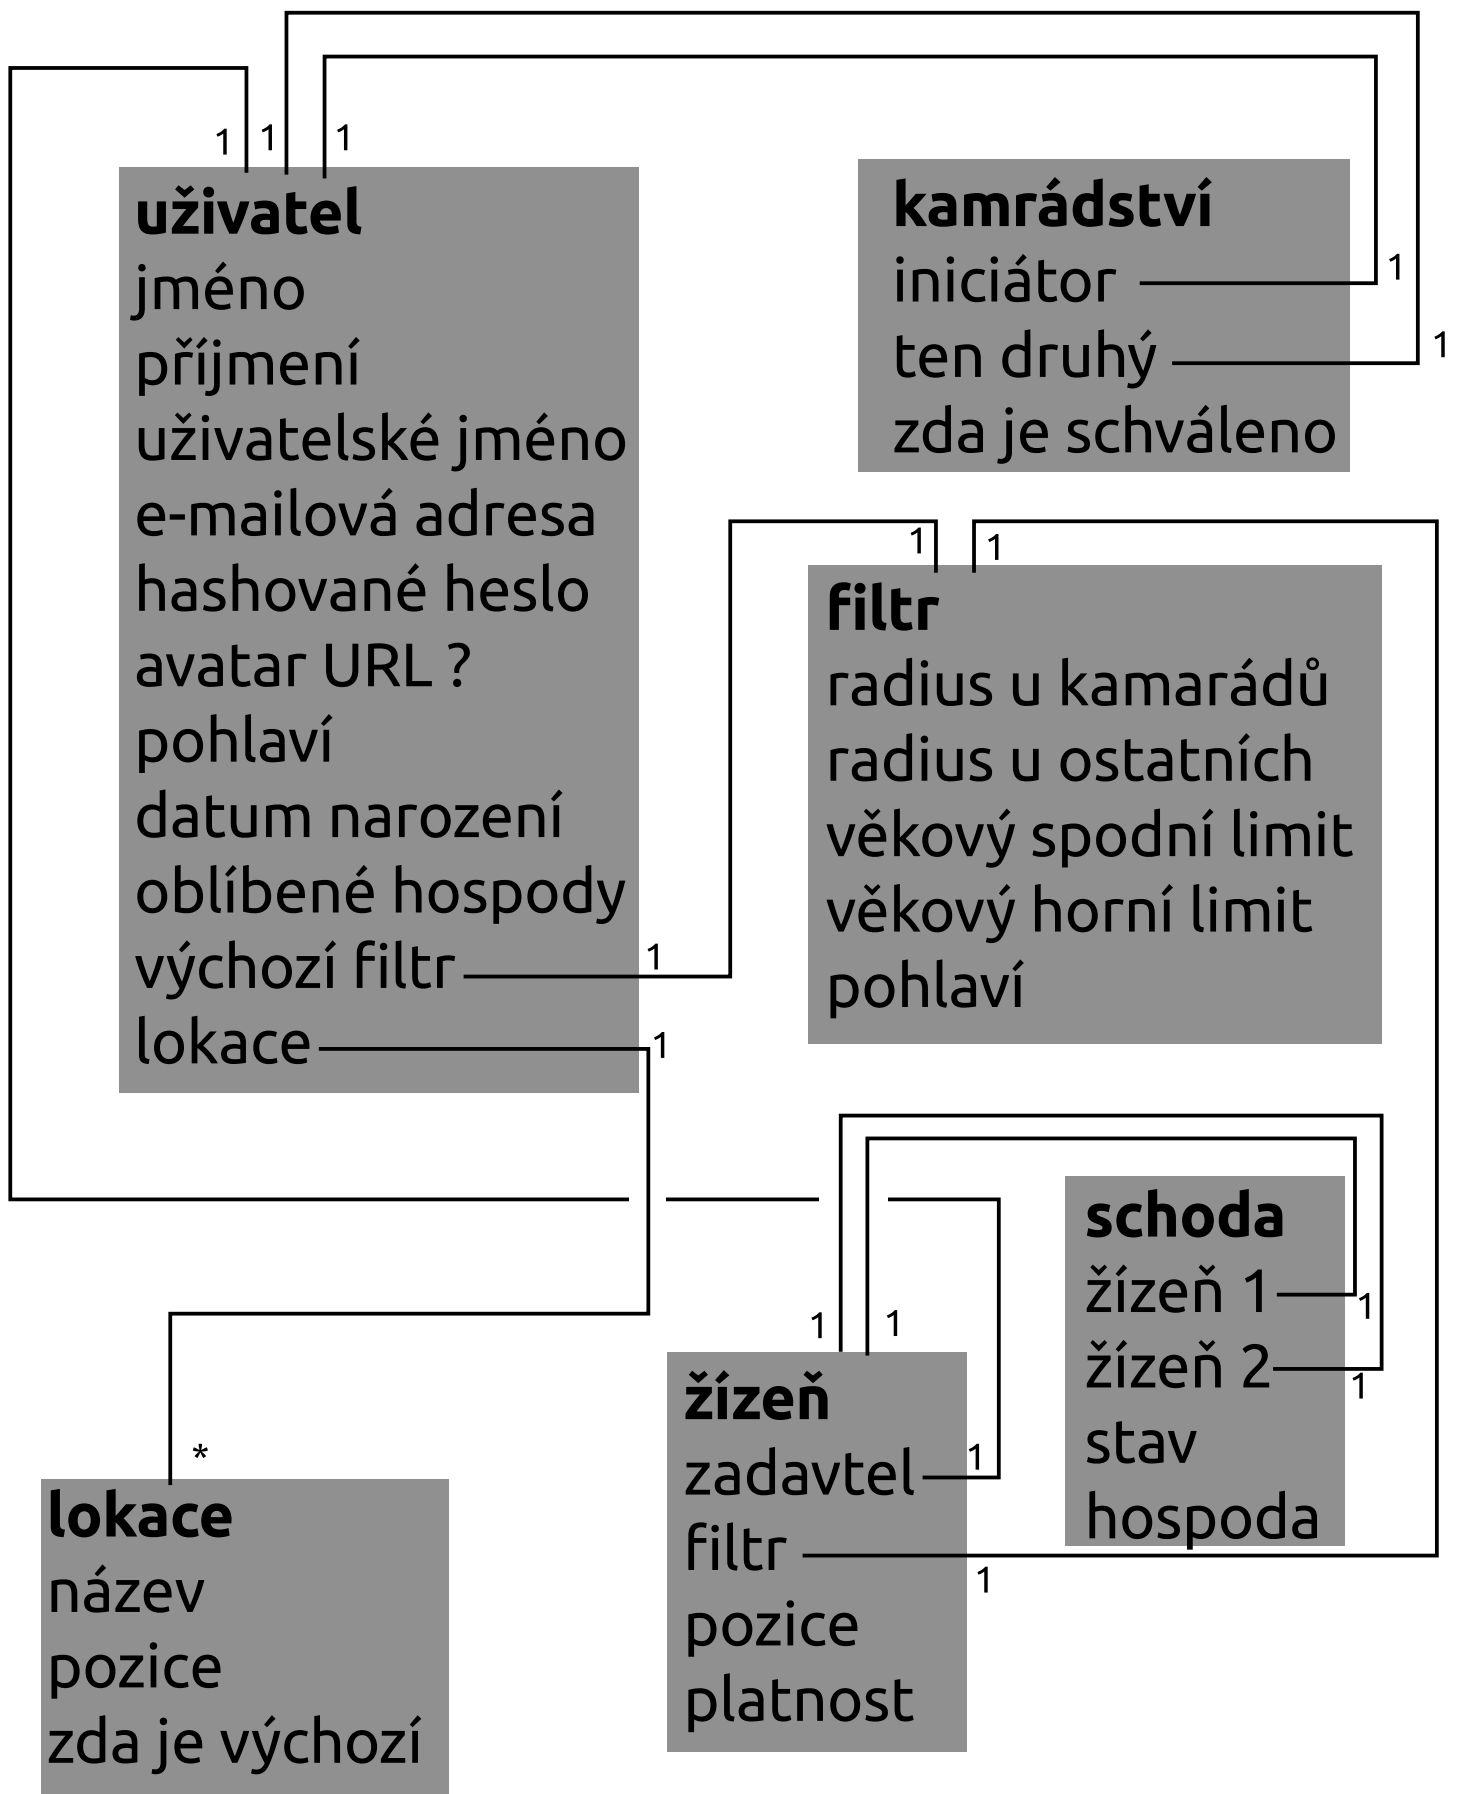 1
1
1
uživatel
jméno
příjmení
uživatelské jméno
e-mailová adresa
hashované heslo
avatar URL ?
pohlaví
datum narození
oblíbené hospody
výchozí filtr
1
lokace
1
kamrádství
iniciátor
1
ten druhý
1
zda je schváleno
1
1
filtr
radius u kamarádů
radius u ostatních
věkový spodní limit
věkový horní limit
pohlaví
schoda
žízeň 1
1
žízeň 2
1
stav
hospoda
1
1
žízeň
zadavtel
1
filtr
1
pozice
platnost
*
lokace
název
pozice
zda je výchozí